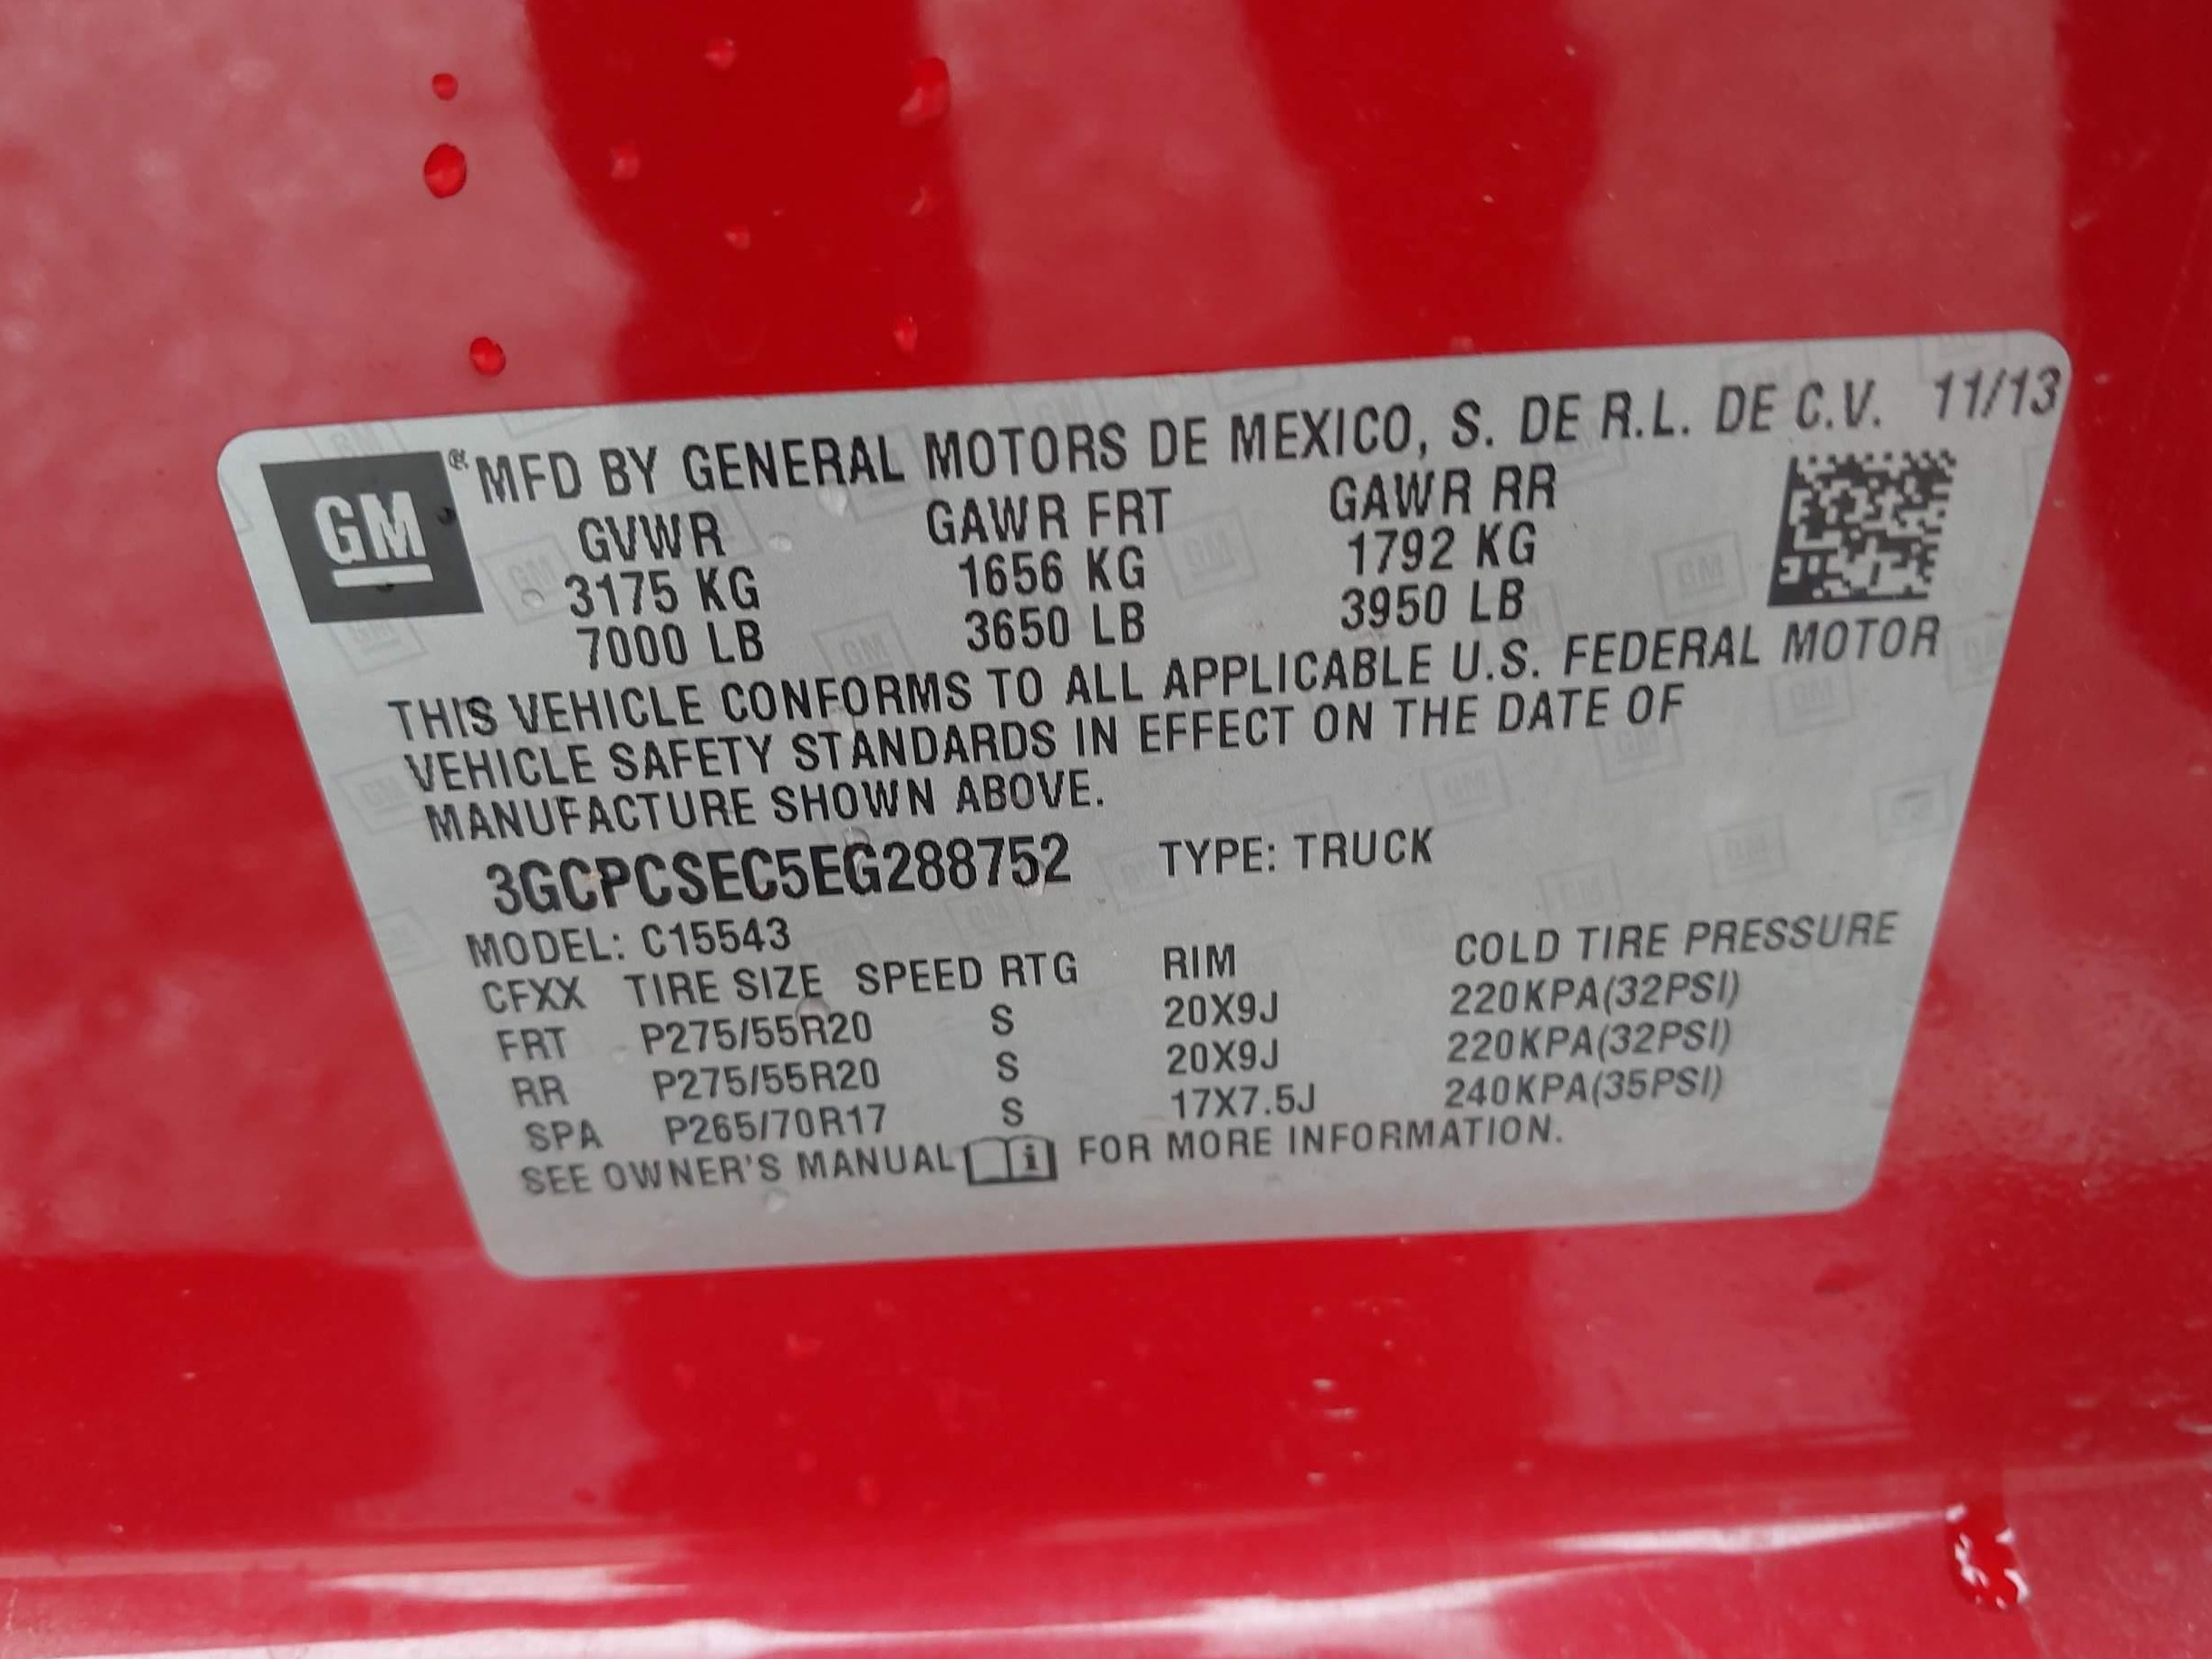 GM ® MFD BY GENERAL MOTORS DE MEXICO, S. DE R.L. DE C.V. 11/13
GVWR GAWR FRT GAWR RR
3175 KG 1656 KG 1792 KG
7000 LB 3650 LB 3950 LB
THIS VEHICLE CONFORMS TO ALL APPLICABLE U.S. FEDERAL MOTOR
VEHICLE SAFETY STANDARDS IN EFFECT ON THE DATE OF
MANUFACTURE SHOWN ABOVE.
3GCPCSEC5EG288752 TYPE: TRUCK
MODEL: C15543
CFXX TIRE SIZE SPEED RTG RIM COLD TIRE PRESSURE
FRT P275/55R20 S 20X9J 220KPA(32PSI)
RR P275/55R20 S 20X9J 220KPA(32PSI)
SPA P265/70R17 S 17X7.5J 240KPA(35PSI)
SEE OWNER'S MANUAL i FOR MORE INFORMATION.